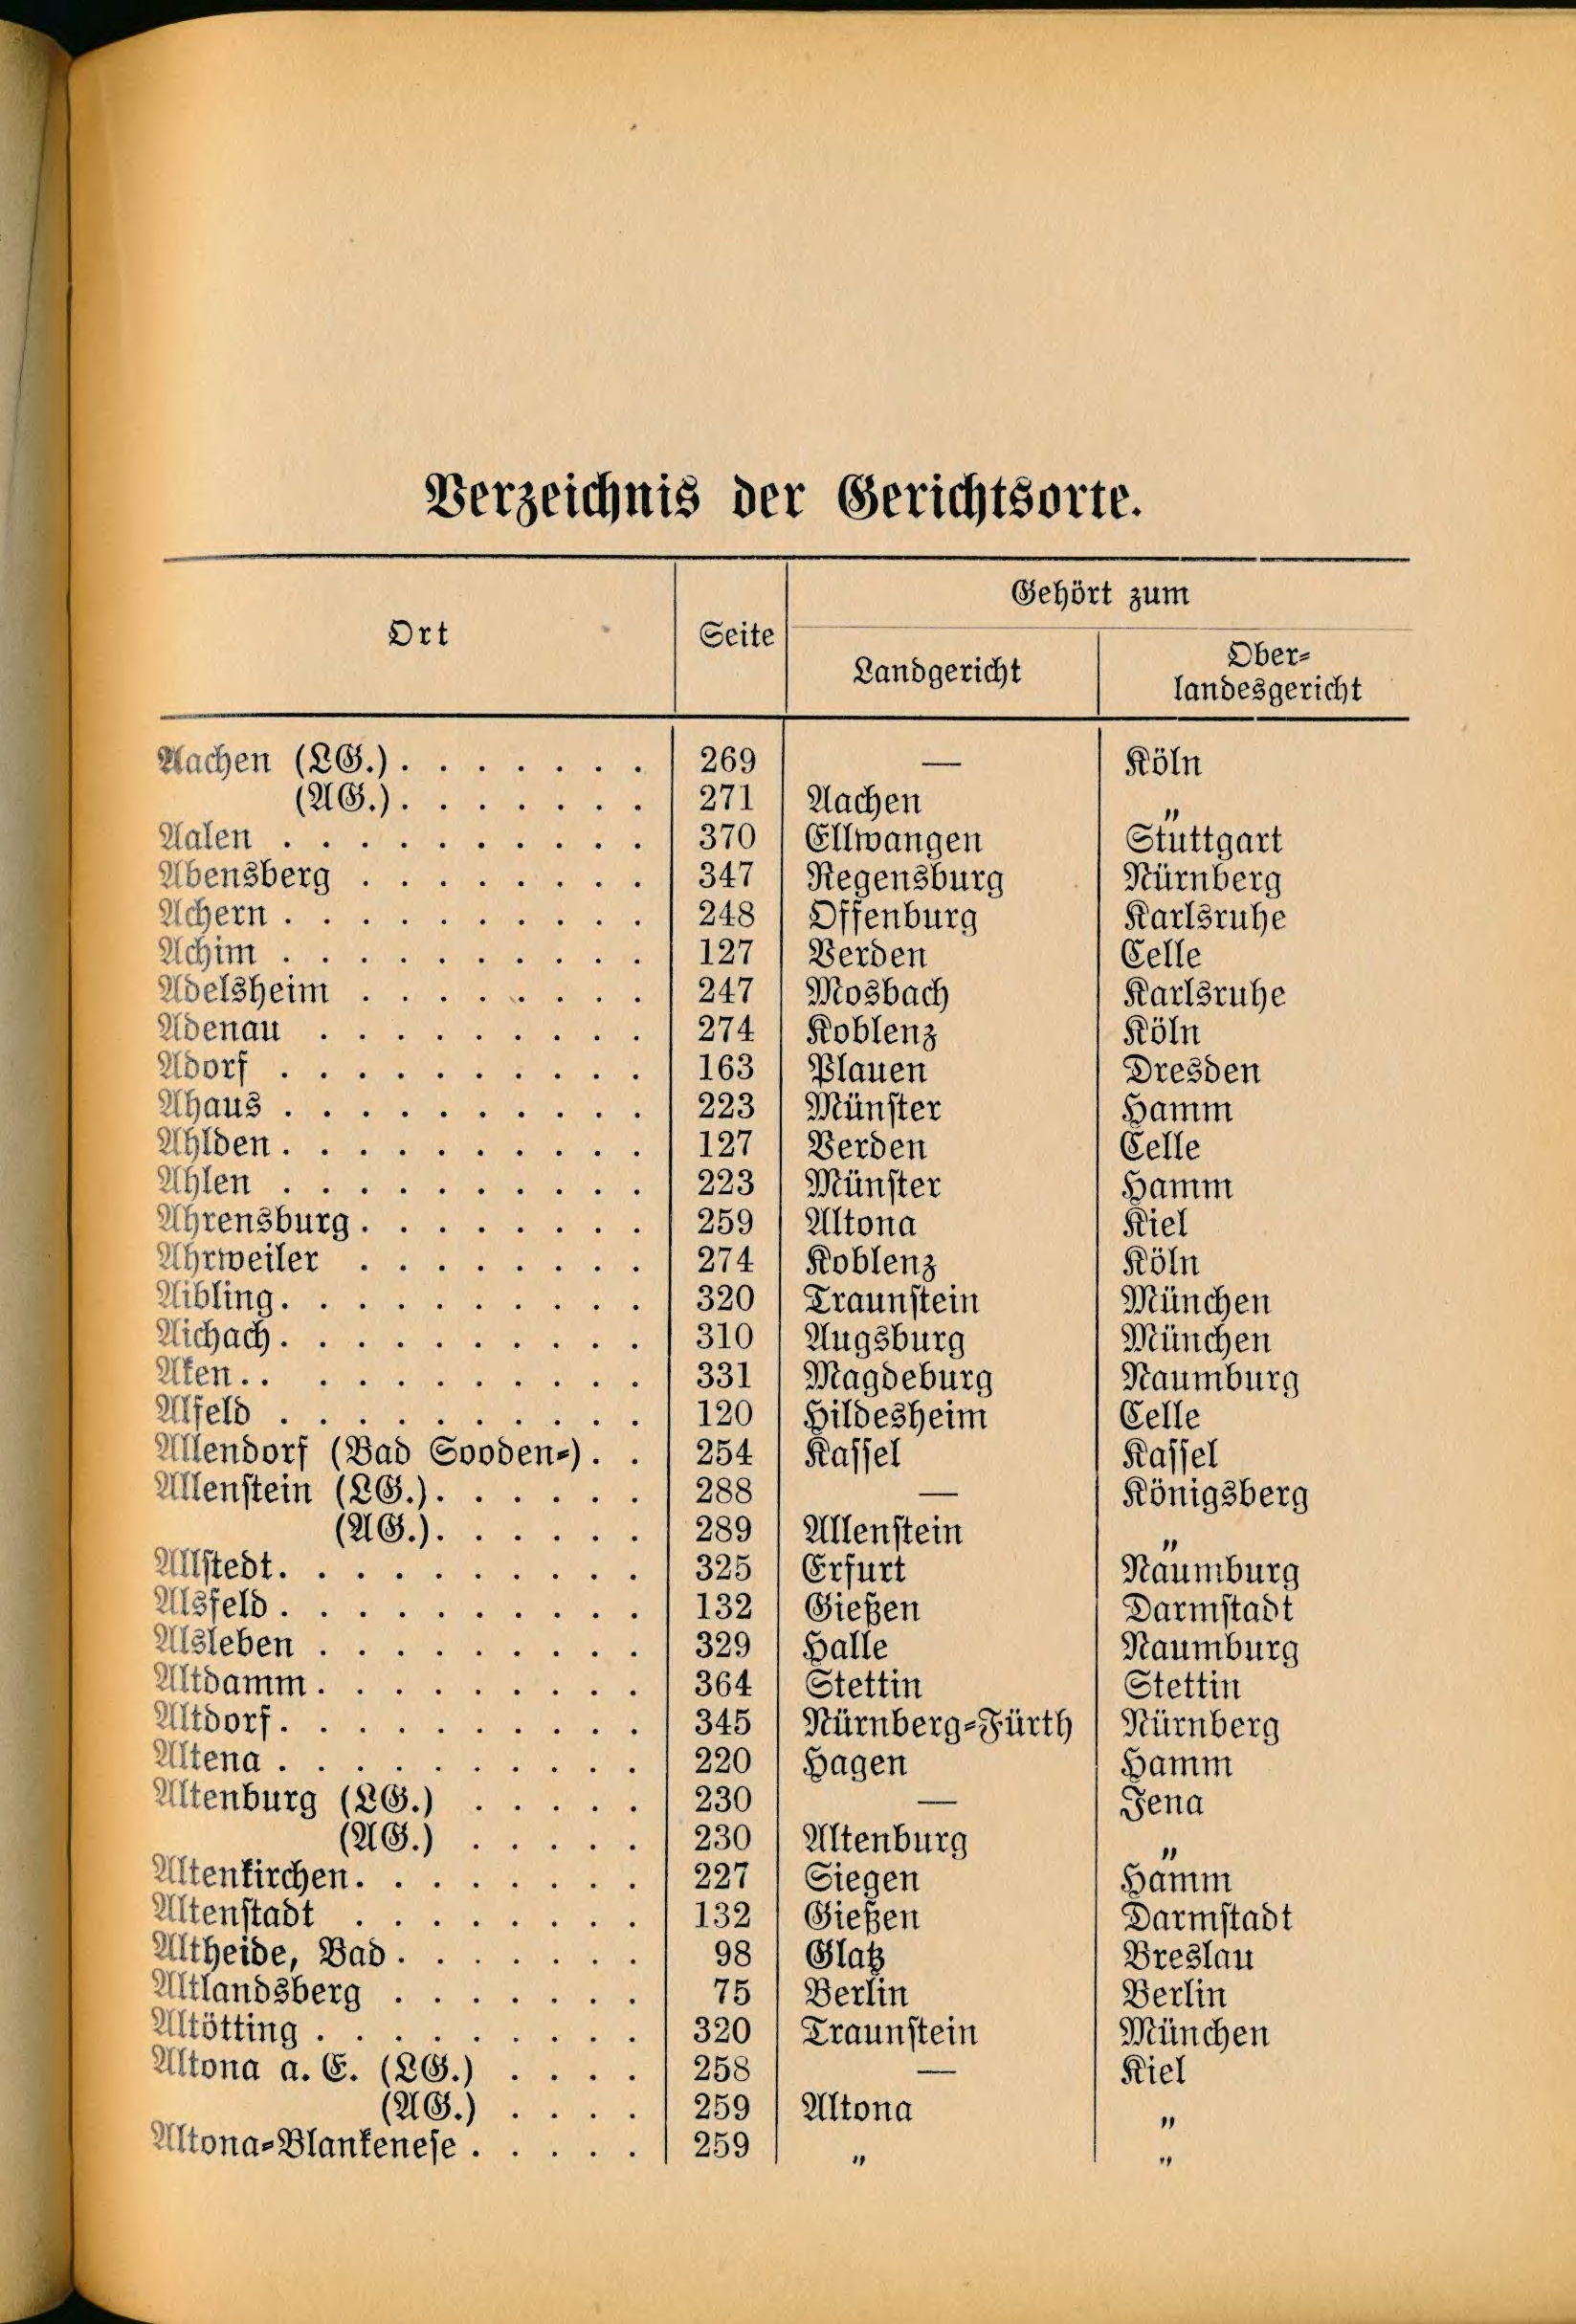 Verzeichnis der Gerichtsorte.
Gehört zum
Ort Seite Landgericht Ober-
landesgericht
Aachen (LG.) . . . . . . . 269 — Köln
(AG.) . . . . . . . 271 Aachen "
Aalen . . . . . . . . . . 370 Ellwangen Stuttgart
Abensberg . . . . . . . . 347 Regensburg Nürnberg
Achern . . . . . . . . . . 248 Offenburg Karlsruhe
Achim . . . . . . . . . . 127 Verden Celle
Adelsheim . . . . . . . . 247 Mosbach Karlsruhe
Adenau . . . . . . . . . 274 Koblenz Köln
Adorf . . . . . . . . . . 163 Plauen Dresden
Ahaus . . . . . . . . . . 223 Münster Hamm
Ahlden . . . . . . . . . . 127 Verden Celle
Ahlen . . . . . . . . . . 223 Münster Hamm
Ahrensburg . . . . . . . . 259 Altona Kiel
Ahrweiler . . . . . . . . 274 Koblenz Köln
Aibling . . . . . . . . . . 320 Traunstein München
Aichach . . . . . . . . . . 310 Augsburg München
Aken . . . . . . . . . . . 331 Magdeburg Naumburg
Alfeld . . . . . . . . . . 120 Hildesheim Celle
Allendorf (Bad Sooden-) . . 254 Kassel Kassel
Allenstein (LG.) . . . . . . 288 — Königsberg
(AG.) . . . . . . 289 Allenstein "
Allstedt . . . . . . . . . . 325 Erfurt Naumburg
Alsfeld . . . . . . . . . . 132 Gießen Darmstadt
Alsleben . . . . . . . . . 329 Halle Naumburg
Altdamm . . . . . . . . . 364 Stettin Stettin
Altdorf . . . . . . . . . . 345 Nürnberg-Fürth Nürnberg
Altena . . . . . . . . . . 220 Hagen Hamm
Altenburg (LG.) . . . . . 230 — Jena
(AG.) . . . . . 230 Altenburg "
Altenkirchen . . . . . . . . 227 Siegen Hamm
Altenstadt . . . . . . . . 132 Gießen Darmstadt
Altheide, Bad . . . . . . . 98 Glatz Breslau
Altlandsberg . . . . . . . 75 Berlin Berlin
Altötting . . . . . . . . . 320 Traunstein München
Altona a. E. (LG.) . . . . 258 — Kiel
(AG.) . . . . 259 Altona "
Altona-Blankenese . . . . . 259 " "